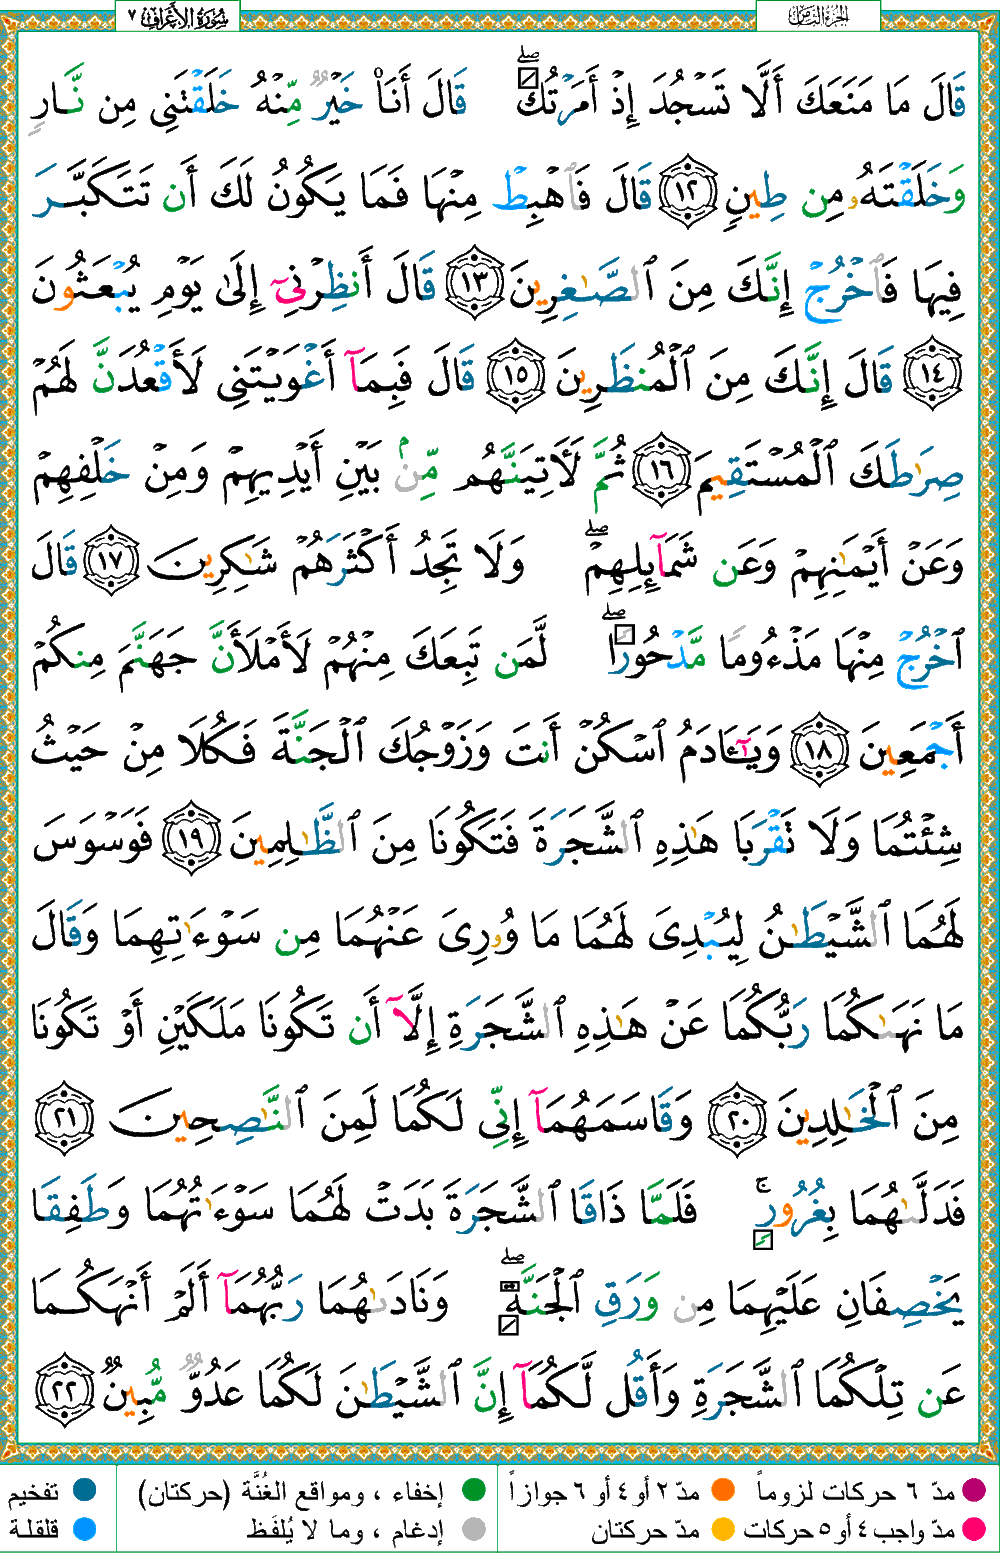 الجزء الثامن
سُورَةُ الأَعْرَاف ٧
قَالَ مَا مَنَعَكَ أَلَّا تَسْجُدَ إِذْ أَمَرْتُكَ ۖ قَالَ أَنَا۠ خَيْرٌ مِّنْهُ خَلَقْتَنِى مِن نَّارٍ
وَخَلَقْتَهُۥ مِن طِينٍ ١٢ قَالَ فَٱهْبِطْ مِنْهَا فَمَا يَكُونُ لَكَ أَن تَتَكَبَّرَ
فِيهَا فَٱخْرُجْ إِنَّكَ مِنَ ٱلصَّـٰغِرِينَ ١٣ قَالَ أَنظِرْنِىٓ إِلَىٰ يَوْمِ يُبْعَثُونَ
١٤ قَالَ إِنَّكَ مِنَ ٱلْمُنظَرِينَ ١٥ قَالَ فَبِمَآ أَغْوَيْتَنِى لَأَقْعُدَنَّ لَهُمْ
صِرَٰطَكَ ٱلْمُسْتَقِيمَ ١٦ ثُمَّ لَـَٔاتِيَنَّهُم مِّنۢ بَيْنِ أَيْدِيهِمْ وَمِنْ خَلْفِهِمْ
وَعَنْ أَيْمَـٰنِهِمْ وَعَن شَمَآئِلِهِمْ ۖ وَلَا تَجِدُ أَكْثَرَهُمْ شَـٰكِرِينَ ١٧ قَالَ
ٱخْرُجْ مِنْهَا مَذْءُومًا مَّدْحُورًا ۖ لَّمَن تَبِعَكَ مِنْهُمْ لَأَمْلَأَنَّ جَهَنَّمَ مِنكُمْ
أَجْمَعِينَ ١٨ وَيَـٰٓـَٔادَمُ ٱسْكُنْ أَنتَ وَزَوْجُكَ ٱلْجَنَّةَ فَكُلَا مِنْ حَيْثُ
شِئْتُمَا وَلَا تَقْرَبَا هَـٰذِهِ ٱلشَّجَرَةَ فَتَكُونَا مِنَ ٱلظَّـٰلِمِينَ ١٩ فَوَسْوَسَ
لَهُمَا ٱلشَّيْطَـٰنُ لِيُبْدِىَ لَهُمَا مَا وُۥرِىَ عَنْهُمَا مِن سَوْءَٰتِهِمَا وَقَالَ
مَا نَهَىٰكُمَا رَبُّكُمَا عَنْ هَـٰذِهِ ٱلشَّجَرَةِ إِلَّآ أَن تَكُونَا مَلَكَيْنِ أَوْ تَكُونَا
مِنَ ٱلْخَـٰلِدِينَ ٢٠ وَقَاسَمَهُمَآ إِنِّى لَكُمَا لَمِنَ ٱلنَّـٰصِحِينَ ٢١
فَدَلَّىٰهُمَا بِغُرُورٍ ۚ فَلَمَّا ذَاقَا ٱلشَّجَرَةَ بَدَتْ لَهُمَا سَوْءَٰتُهُمَا وَطَفِقَا
يَخْصِفَانِ عَلَيْهِمَا مِن وَرَقِ ٱلْجَنَّةِ ۖ وَنَادَىٰهُمَا رَبُّهُمَآ أَلَمْ أَنْهَكُمَا
عَن تِلْكُمَا ٱلشَّجَرَةِ وَأَقُل لَّكُمَآ إِنَّ ٱلشَّيْطَـٰنَ لَكُمَا عَدُوٌّ مُّبِينٌ ٢٢
مدّ ٦ حركات لزوماً مدّ ٢ أو ٤ أو ٦ جوازاً إخفاء ، ومواقع الغُنَّة (حركتان) تفخيم
مدّ واجب ٤ أو ٥ حركات مدّ حركتان إدغام ، وما لا يُلفَظ قلقلة